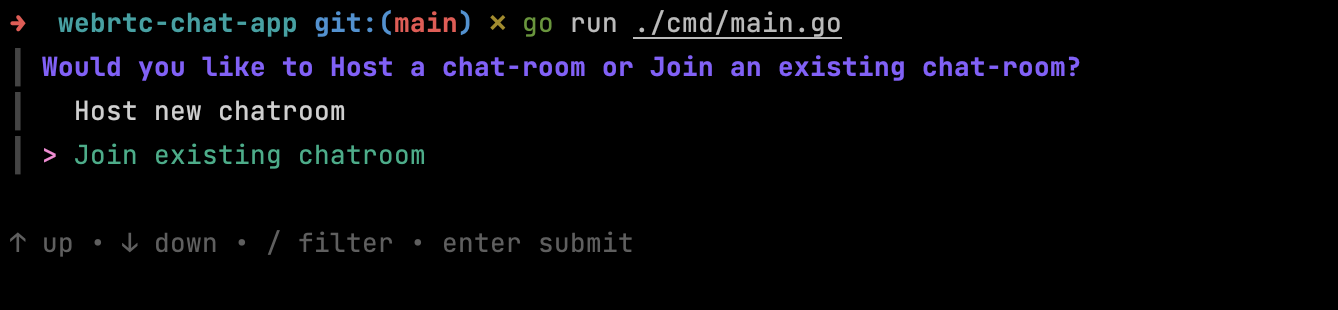 ➜  webrtc-chat-app git:(main) ✗ go run ./cmd/main.go
Would you like to Host a chat-room or Join an existing chat-room?
Host new chatroom
> Join existing chatroom
↑ up • ↓ down • / filter • enter submit